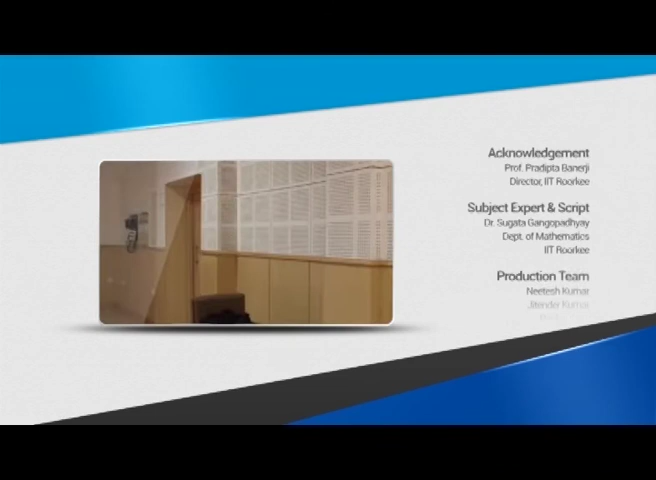 Acknowledgement
Prof. Pradipta Banerji
Director, IIT Roorkee
Subject Expert & Script
Dr. Sugata Gangopadhyay
Dept. of Mathematics
IIT Roorkee
Production Team
Neetesh Kumar
Jitender Kumar